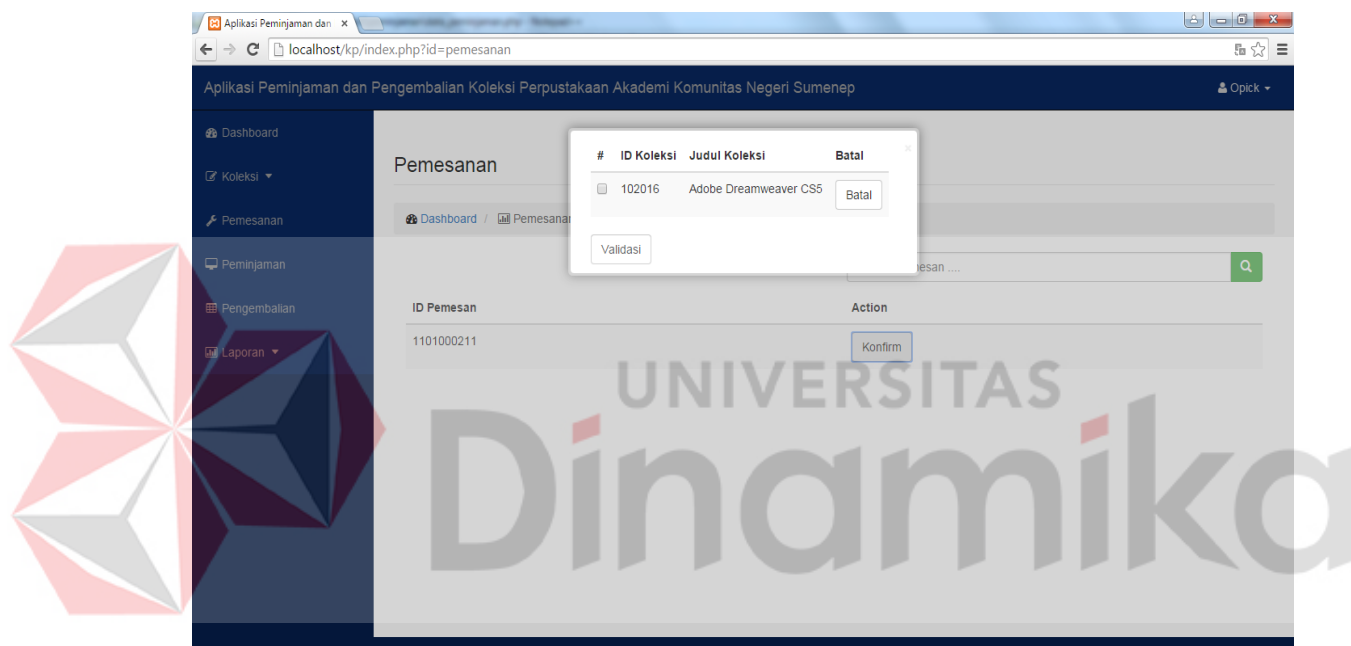 Aplikasi Peminjaman dan
localhost/kp/index.php?id=pemesanan
Aplikasi Peminjaman dan Pengembalian Koleksi Perpustakaan Akademi Komunitas Negeri Sumenep
Opick
Dashboard
Koleksi
Pemesanan
Peminjaman
Pengembalian
Laporan
Pemesanan
Dashboard / Pemesanan
# ID Koleksi Judul Koleksi Batal
102016 Adobe Dreamweaver CS5 Batal
Validasi
ID Pemesan Action
1101000211 Konfirm
UNIVERSITAS
Dinamika